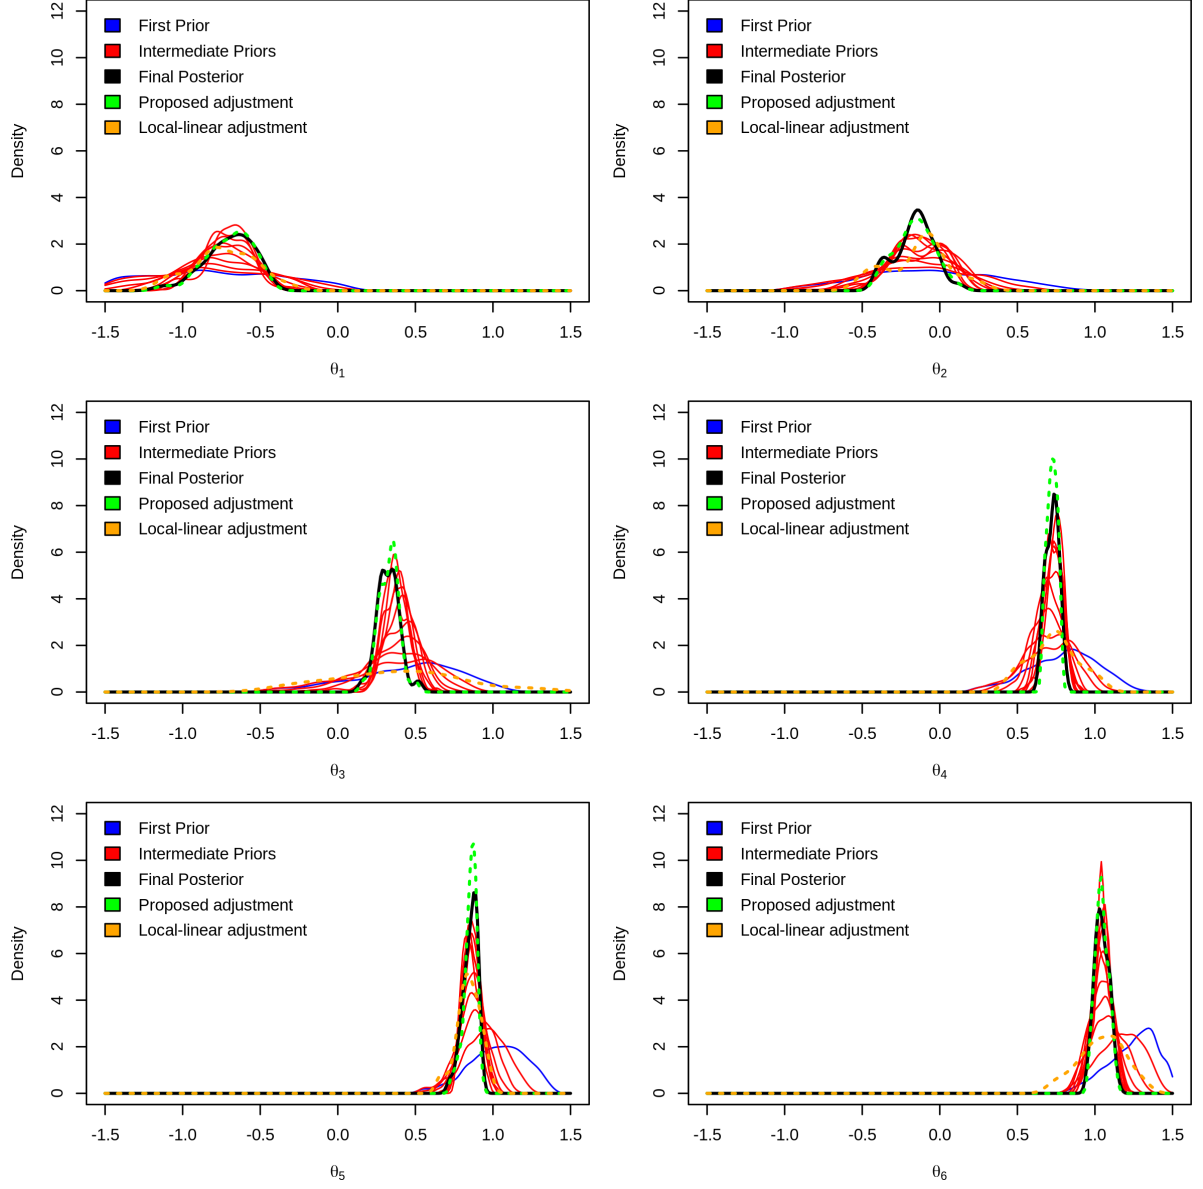 12
10
8
6
4
2
0
Density
First Prior
Intermediate Priors
Final Posterior
Proposed adjustment
Local-linear adjustment
-1.5 -1.0 -0.5 0.0 0.5 1.0 1.5
θ1
12
10
8
6
4
2
0
Density
First Prior
Intermediate Priors
Final Posterior
Proposed adjustment
Local-linear adjustment
-1.5 -1.0 -0.5 0.0 0.5 1.0 1.5
θ2
12
10
8
6
4
2
0
Density
First Prior
Intermediate Priors
Final Posterior
Proposed adjustment
Local-linear adjustment
-1.5 -1.0 -0.5 0.0 0.5 1.0 1.5
θ3
12
10
8
6
4
2
0
Density
First Prior
Intermediate Priors
Final Posterior
Proposed adjustment
Local-linear adjustment
-1.5 -1.0 -0.5 0.0 0.5 1.0 1.5
θ4
12
10
8
6
4
2
0
Density
First Prior
Intermediate Priors
Final Posterior
Proposed adjustment
Local-linear adjustment
-1.5 -1.0 -0.5 0.0 0.5 1.0 1.5
θ5
12
10
8
6
4
2
0
Density
First Prior
Intermediate Priors
Final Posterior
Proposed adjustment
Local-linear adjustment
-1.5 -1.0 -0.5 0.0 0.5 1.0 1.5
θ6